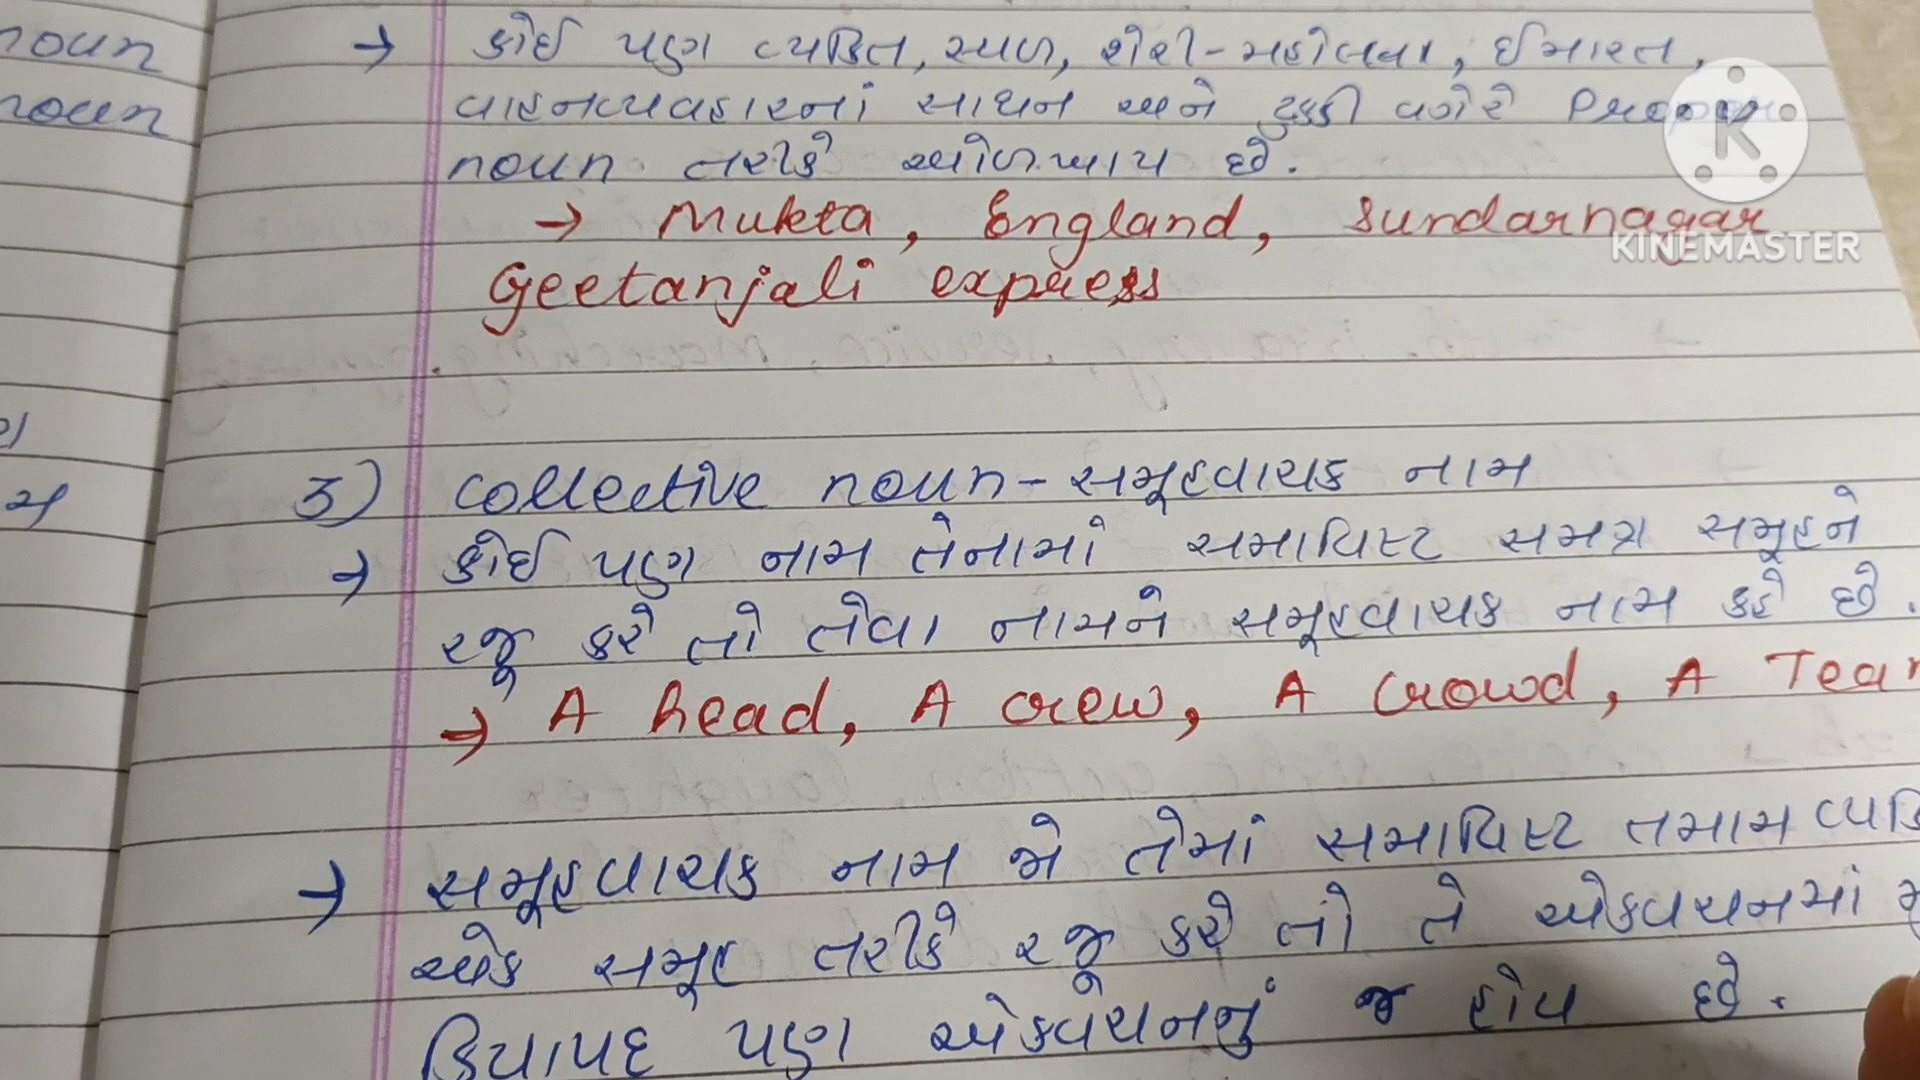 noun
noun
→ કોઈ પણ વ્યકિત, સ્થળ, શેરી-મહોલ્લા, ઈમારત,
વાહનવ્યવહારનાં સાધન અને ટુકડી વગેરે Proper
noun તરીકે ઓળખાય છે.
→ Mukta, England, Sundarnagar
Geetanjali express
KINEMASTER
3) Collective noun - સમૂહવાચક નામ
→ કોઈ પણ નામ તેનામાં સમાવિષ્ટ સમગ્ર સમૂહને
રજૂ કરે તો તેવા નામને સમૂહવાચક નામ કહે છે.
→ A head, A crew, A Crowd, A Tea
→ સમૂહવાચક નામ જો તેમાં સમાવિષ્ટ તમામ
એક સમૂહ તરીકે રજૂ કરે તો તે એકવચનમાં
ક્રિયાપદ પણ એકવચનનું જ હોય છે.